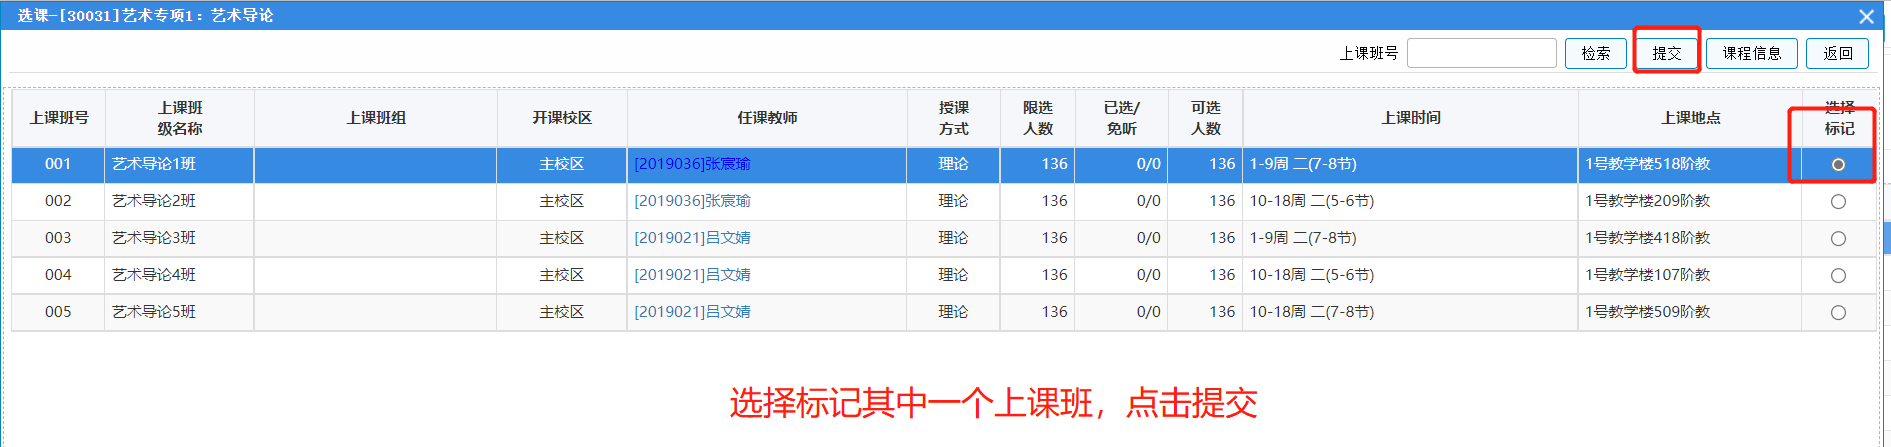 选课-[30031]艺术专项1：艺术导论
上课班号 检索 提交 课程信息 返回
上课班号 上课班级名称 上课班组 开课校区 任课教师 授课方式 限选人数 已选/免听 可选人数 上课时间 上课地点 选择标记
001 艺术导论1班 主校区 [2019036]张宸瑜 理论 136 0/0 136 1-9周 二(7-8节) 1号教学楼518阶教
002 艺术导论2班 主校区 [2019036]张宸瑜 理论 136 0/0 136 10-18周 二(5-6节) 1号教学楼209阶教
003 艺术导论3班 主校区 [2019021]吕文婧 理论 136 0/0 136 1-9周 二(7-8节) 1号教学楼418阶教
004 艺术导论4班 主校区 [2019021]吕文婧 理论 136 0/0 136 10-18周 二(5-6节) 1号教学楼107阶教
005 艺术导论5班 主校区 [2019021]吕文婧 理论 136 0/0 136 10-18周 二(7-8节) 1号教学楼509阶教
选择标记其中一个上课班，点击提交